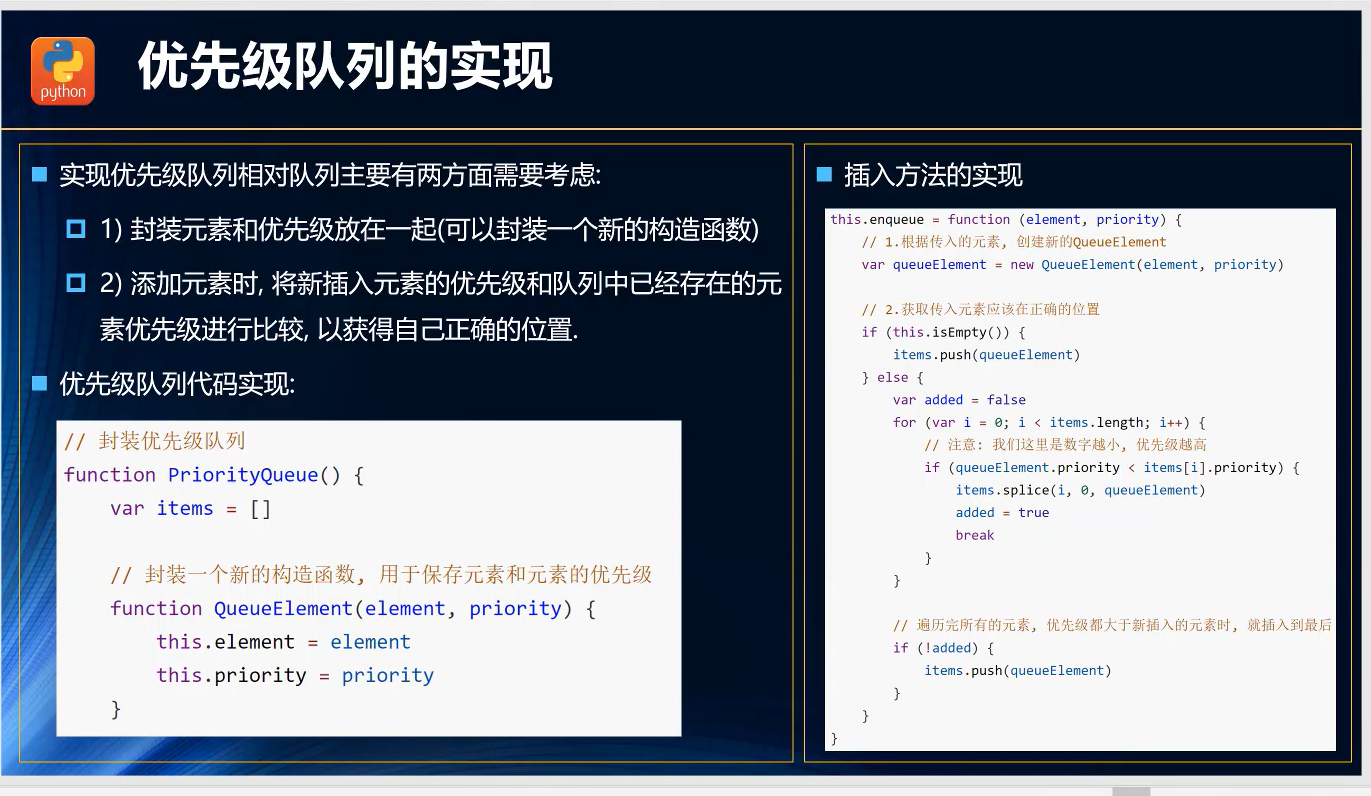 python
优先级队列的实现
实现优先级队列相对队列主要有两方面需要考虑:
1) 封装元素和优先级放在一起(可以封装一个新的构造函数)
2) 添加元素时, 将新插入元素的优先级和队列中已经存在的元
素优先级进行比较, 以获得自己正确的位置.
优先级队列代码实现:
// 封装优先级队列
function PriorityQueue() {
    var items = []

    // 封装一个新的构造函数, 用于保存元素和元素的优先级
    function QueueElement(element, priority) {
        this.element = element
        this.priority = priority
    }
插入方法的实现
this.enqueue = function (element, priority) {
    // 1.根据传入的元素, 创建新的QueueElement
    var queueElement = new QueueElement(element, priority)

    // 2.获取传入元素应该在正确的位置
    if (this.isEmpty()) {
        items.push(queueElement)
    } else {
        var added = false
        for (var i = 0; i < items.length; i++) {
            // 注意: 我们这里是数字越小, 优先级越高
            if (queueElement.priority < items[i].priority) {
                items.splice(i, 0, queueElement)
                added = true
                break
            }
        }

        // 遍历完所有的元素, 优先级都大于新插入的元素时, 就插入到最后
        if (!added) {
            items.push(queueElement)
        }
    }
}